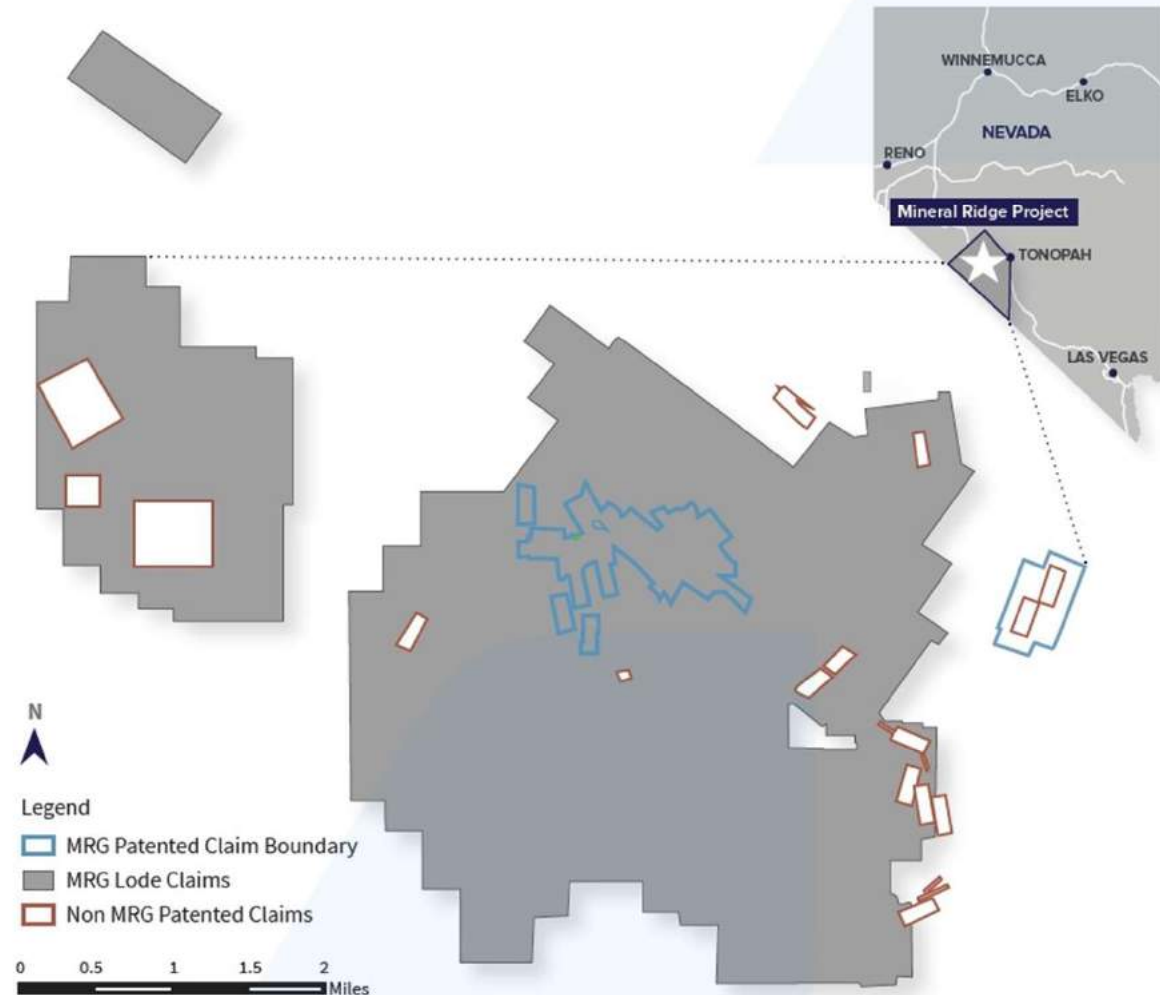 WINNEMUCCA
ELKO
NEVADA
RENO
Mineral Ridge Project
TONOPAH
LAS VEGAS
N
Legend
MRG Patented Claim Boundary
MRG Lode Claims
Non MRG Patented Claims
0 0.5 1 1.5 2
Miles